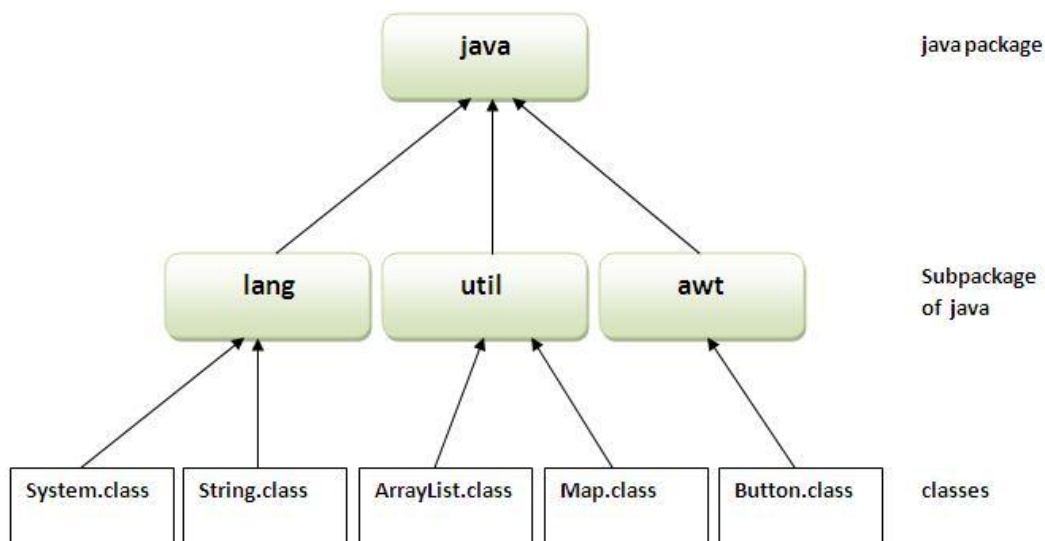 java
java package
lang
util
awt
Subpackage
of java
System.class
String.class
ArrayList.class
Map.class
Button.class
classes